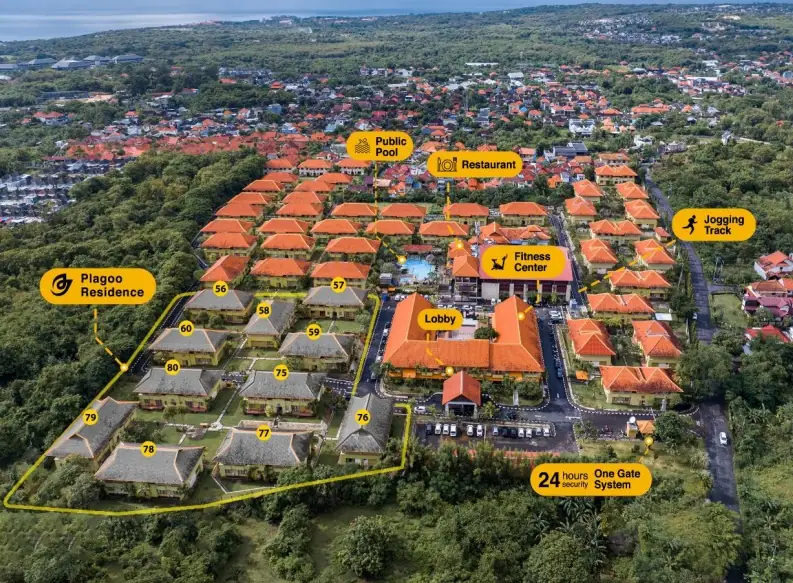 Public
Pool
Restaurant
Jogging
Track
Fitness
Center
Plagoo
Residence
56
57
58
Lobby
60
59
80
75
79
76
77
78
24 hours
security
One Gate
System